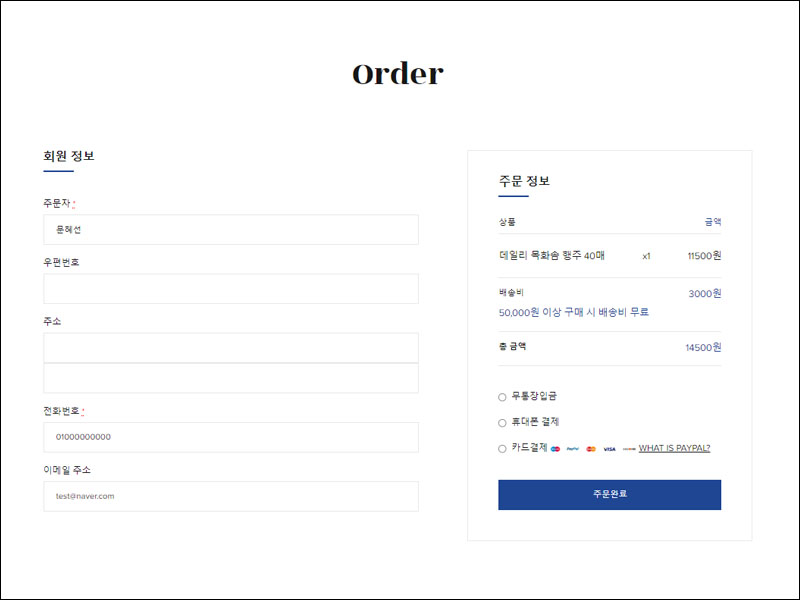 Order
회원 정보
주문자 *
문혜선
우편번호
주소
전화번호 *
01000000000
이메일 주소
test@naver.com
주문 정보
상품 금액
데일리 목화솜 행주 40매 x1 11500원
배송비 3000원
50,000원 이상 구매 시 배송비 무료
총 금액 14500원
무통장입금
휴대폰 결제
카드결제 PayPal VISA WHAT IS PAYPAL?
주문완료